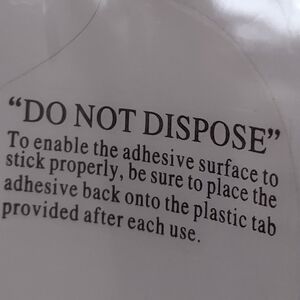 “DO NOT DISPOSE”
To enable the adhesive surface to
stick properly, be sure to place the
adhesive back onto the plastic tab
provided after each use.